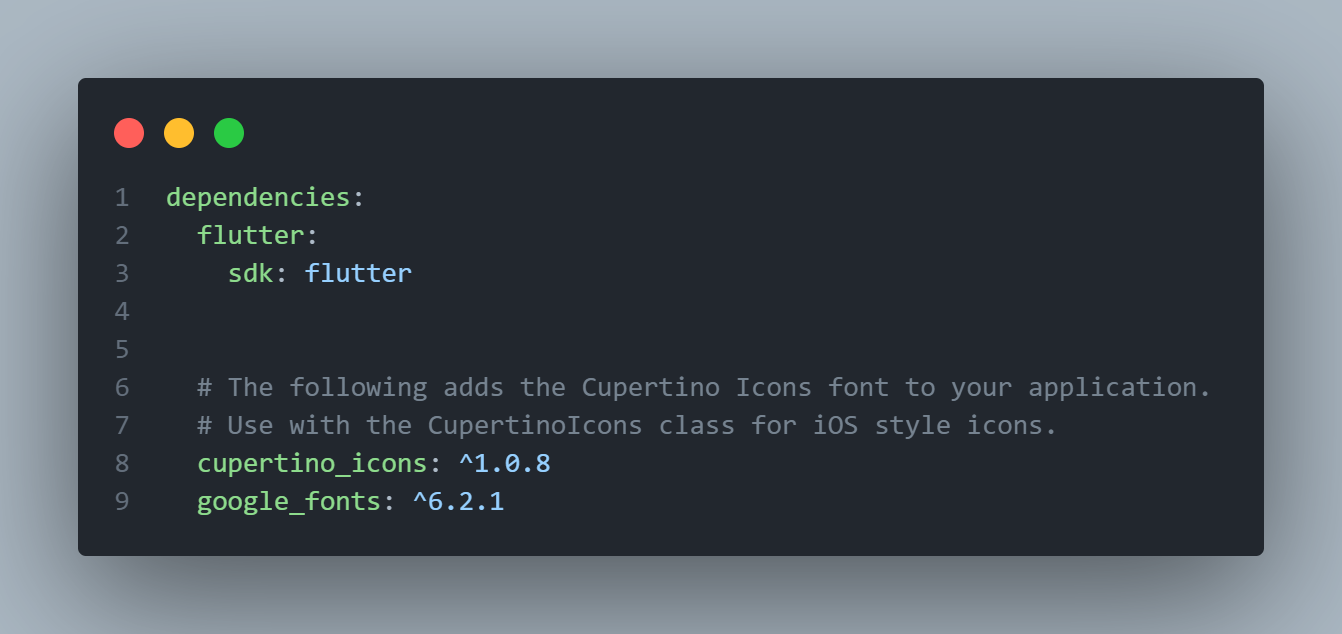 1 dependencies:
2   flutter:
3     sdk: flutter
4
5
6   # The following adds the Cupertino Icons font to your application.
7   # Use with the CupertinoIcons class for iOS style icons.
8   cupertino_icons: ^1.0.8
9   google_fonts: ^6.2.1